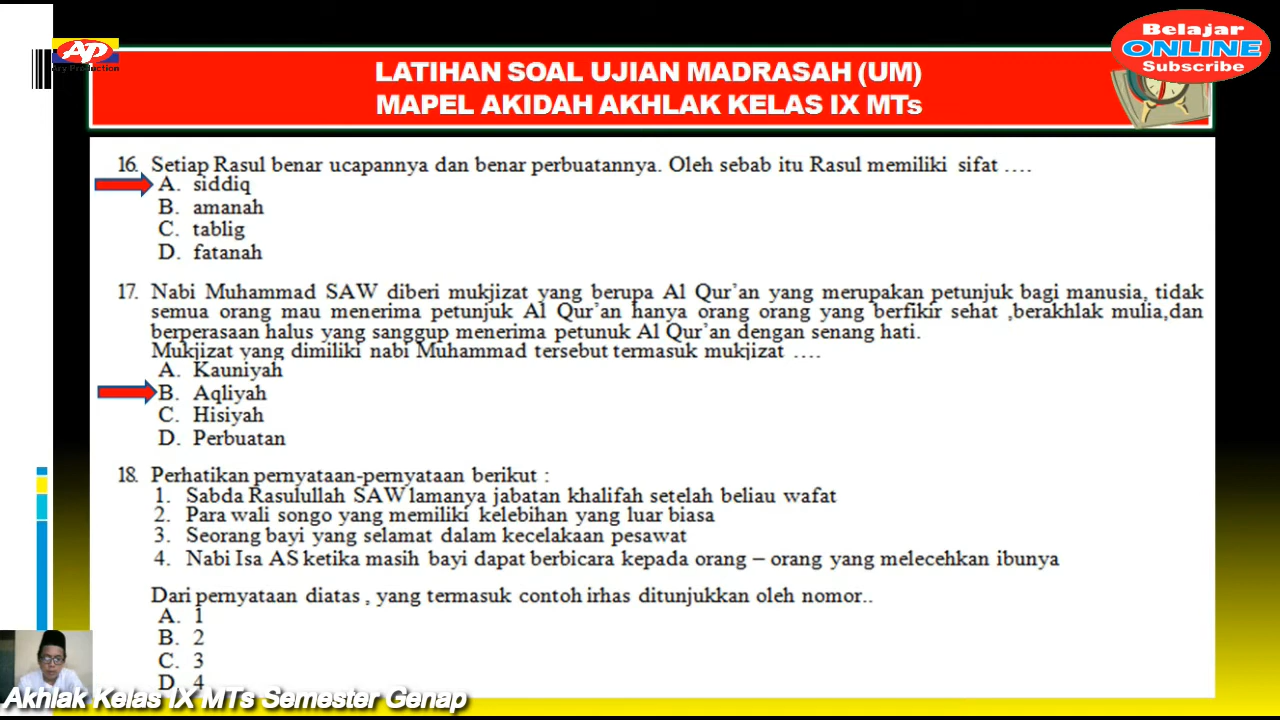 Belajar
ONLINE
Subscribe
AP
ary Production
LATIHAN SOAL UJIAN MADRASAH (UM)
MAPEL AKIDAH AKHLAK KELAS IX MTs
16. Setiap Rasul benar ucapannya dan benar perbuatannya. Oleh sebab itu Rasul memiliki sifat ….
A. siddiq
B. amanah
C. tablig
D. fatanah
17. Nabi Muhammad SAW diberi mukjizat yang berupa Al Qur’an yang merupakan petunjuk bagi manusia, tidak
semua orang mau menerima petunjuk Al Qur’an hanya orang orang yang berfikir sehat ,berakhlak mulia,dan
berperasaan halus yang sanggup menerima petunuk Al Qur’an dengan senang hati.
Mukjizat yang dimiliki nabi Muhammad tersebut termasuk mukjizat ….
A. Kauniyah
B. Aqliyah
C. Hisiyah
D. Perbuatan
18. Perhatikan pernyataan-pernyataan berikut :
1. Sabda Rasulullah SAW lamanya jabatan khalifah setelah beliau wafat
2. Para wali songo yang memiliki kelebihan yang luar biasa
3. Seorang bayi yang selamat dalam kecelakaan pesawat
4. Nabi Isa AS ketika masih bayi dapat berbicara kepada orang – orang yang melecehkan ibunya
Dari pernyataan diatas , yang termasuk contoh irhas ditunjukkan oleh nomor..
A. 1
B. 2
C. 3
D. 4
Akhlak Kelas IX MTs Semester Genap